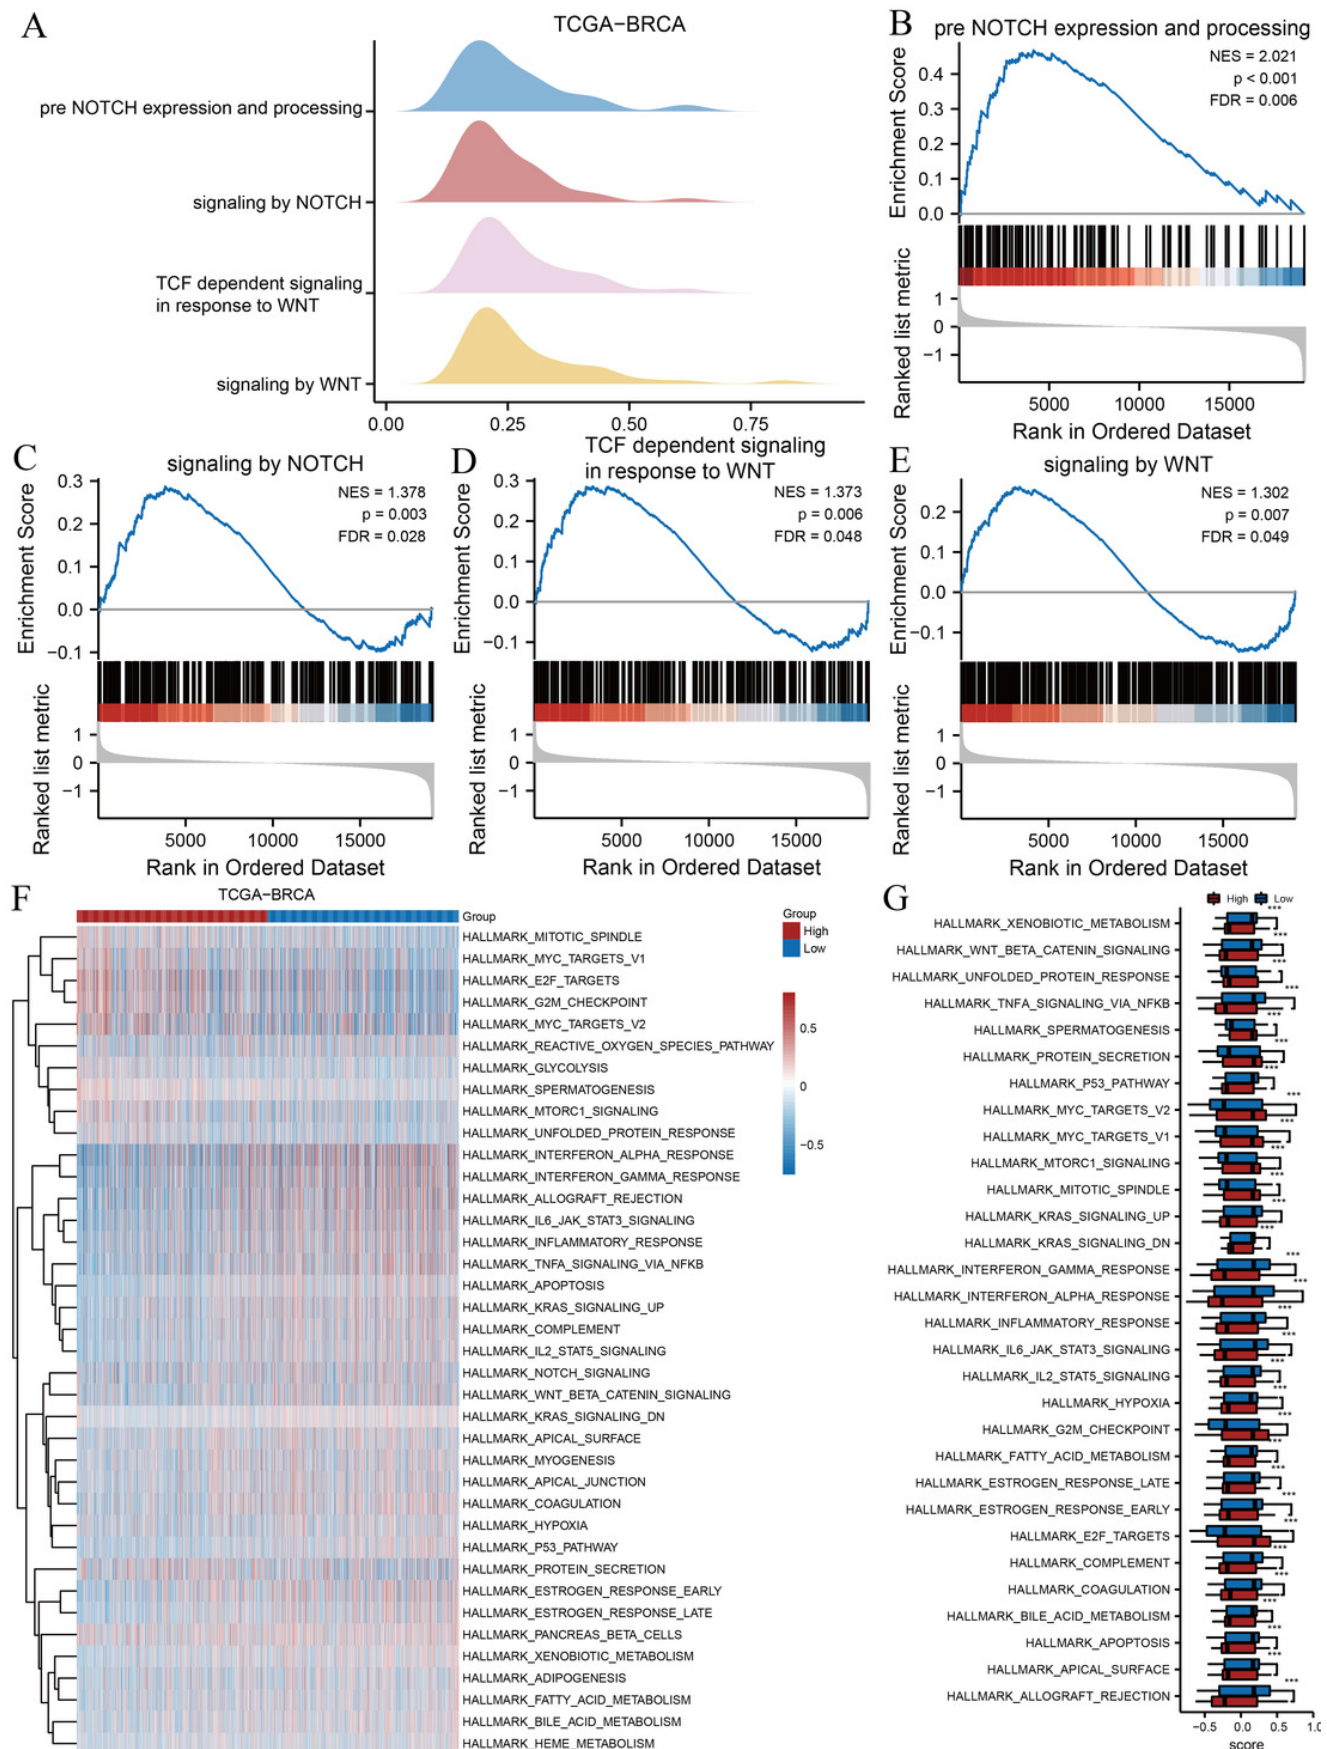 A
TCGA−BRCA
pre NOTCH expression and processing
signaling by NOTCH
TCF dependent signaling
in response to WNT
signaling by WNT
0.00
0.25
0.50
0.75
B
pre NOTCH expression and processing
NES = 2.021
p < 0.001
FDR = 0.006
Enrichment Score
0.4
0.3
0.2
0.1
0.0
Ranked list metric
1
0
−1
5000
10000
15000
Rank in Ordered Dataset
C
signaling by NOTCH
NES = 1.378
p = 0.003
FDR = 0.028
Enrichment Score
0.3
0.2
0.1
0.0
−0.1
Ranked list metric
1
0
−1
5000
10000
15000
Rank in Ordered Dataset
D
TCF dependent signaling
in response to WNT
NES = 1.373
p = 0.006
FDR = 0.048
Enrichment Score
0.3
0.2
0.1
0.0
−0.1
Ranked list metric
1
0
−1
5000
10000
15000
Rank in Ordered Dataset
E
signaling by WNT
NES = 1.302
p = 0.007
FDR = 0.049
Enrichment Score
0.2
0.1
0.0
−0.1
Ranked list metric
1
0
−1
5000
10000
15000
Rank in Ordered Dataset
F
TCGA−BRCA
Group
HALLMARK_MITOTIC_SPINDLE
HALLMARK_MYC_TARGETS_V1
HALLMARK_E2F_TARGETS
HALLMARK_G2M_CHECKPOINT
HALLMARK_MYC_TARGETS_V2
HALLMARK_REACTIVE_OXYGEN_SPECIES_PATHWAY
HALLMARK_GLYCOLYSIS
HALLMARK_SPERMATOGENESIS
HALLMARK_MTORC1_SIGNALING
HALLMARK_UNFOLDED_PROTEIN_RESPONSE
HALLMARK_INTERFERON_ALPHA_RESPONSE
HALLMARK_INTERFERON_GAMMA_RESPONSE
HALLMARK_ALLOGRAFT_REJECTION
HALLMARK_IL6_JAK_STAT3_SIGNALING
HALLMARK_INFLAMMATORY_RESPONSE
HALLMARK_TNFA_SIGNALING_VIA_NFKB
HALLMARK_APOPTOSIS
HALLMARK_KRAS_SIGNALING_UP
HALLMARK_COMPLEMENT
HALLMARK_IL2_STAT5_SIGNALING
HALLMARK_NOTCH_SIGNALING
HALLMARK_WNT_BETA_CATENIN_SIGNALING
HALLMARK_KRAS_SIGNALING_DN
HALLMARK_APICAL_SURFACE
HALLMARK_MYOGENESIS
HALLMARK_APICAL_JUNCTION
HALLMARK_COAGULATION
HALLMARK_HYPOXIA
HALLMARK_P53_PATHWAY
HALLMARK_PROTEIN_SECRETION
HALLMARK_ESTROGEN_RESPONSE_EARLY
HALLMARK_ESTROGEN_RESPONSE_LATE
HALLMARK_PANCREAS_BETA_CELLS
HALLMARK_XENOBIOTIC_METABOLISM
HALLMARK_ADIPOGENESIS
HALLMARK_FATTY_ACID_METABOLISM
HALLMARK_BILE_ACID_METABOLISM
HALLMARK_HEME_METABOLISM
Group
High
Low
0.5
0
−0.5
G
High
Low
HALLMARK_XENOBIOTIC_METABOLISM ***
HALLMARK_WNT_BETA_CATENIN_SIGNALING ***
HALLMARK_UNFOLDED_PROTEIN_RESPONSE ***
HALLMARK_TNFA_SIGNALING_VIA_NFKB ***
HALLMARK_SPERMATOGENESIS ***
HALLMARK_PROTEIN_SECRETION ***
HALLMARK_P53_PATHWAY ***
HALLMARK_MYC_TARGETS_V2 ***
HALLMARK_MYC_TARGETS_V1 ***
HALLMARK_MTORC1_SIGNALING ***
HALLMARK_MITOTIC_SPINDLE ***
HALLMARK_KRAS_SIGNALING_UP ***
HALLMARK_KRAS_SIGNALING_DN ***
HALLMARK_INTERFERON_GAMMA_RESPONSE ***
HALLMARK_INTERFERON_ALPHA_RESPONSE ***
HALLMARK_INFLAMMATORY_RESPONSE ***
HALLMARK_IL6_JAK_STAT3_SIGNALING ***
HALLMARK_IL2_STAT5_SIGNALING ***
HALLMARK_HYPOXIA ***
HALLMARK_G2M_CHECKPOINT ***
HALLMARK_FATTY_ACID_METABOLISM ***
HALLMARK_ESTROGEN_RESPONSE_LATE ***
HALLMARK_ESTROGEN_RESPONSE_EARLY ***
HALLMARK_E2F_TARGETS ***
HALLMARK_COMPLEMENT ***
HALLMARK_COAGULATION ***
HALLMARK_BILE_ACID_METABOLISM ***
HALLMARK_APOPTOSIS ***
HALLMARK_APICAL_SURFACE ***
HALLMARK_ALLOGRAFT_REJECTION ***
−0.5
0.0
0.5
1.0
score